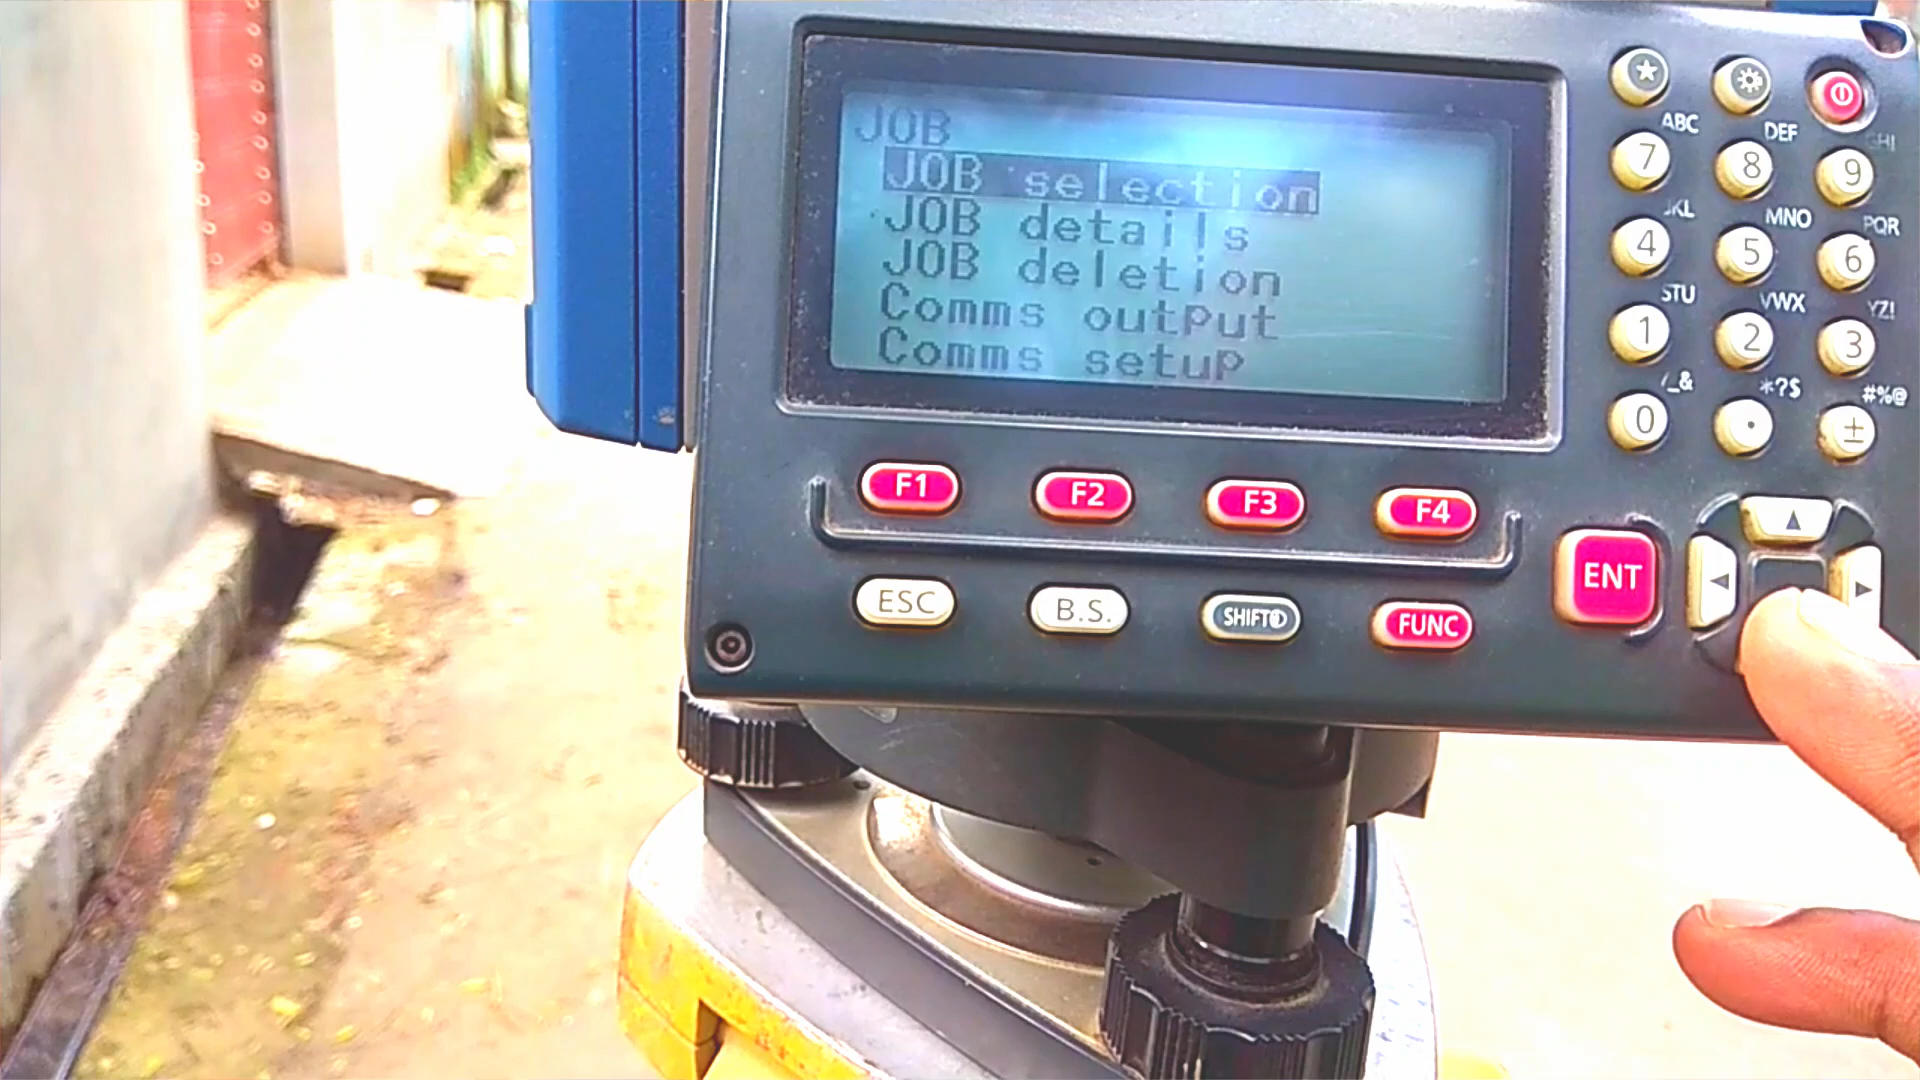 JOB
JOB selection
JOB details
JOB deletion
Comms output
Comms setup
ABC
DEF
GHI
7
8
9
JKL
MNO
PQR
4
5
6
STU
VWX
YZ!
1
2
3
/_&
*?$
#%@
0
.
±
F1
F2
F3
F4
ENT
ESC
B.S.
SHIFT
FUNC